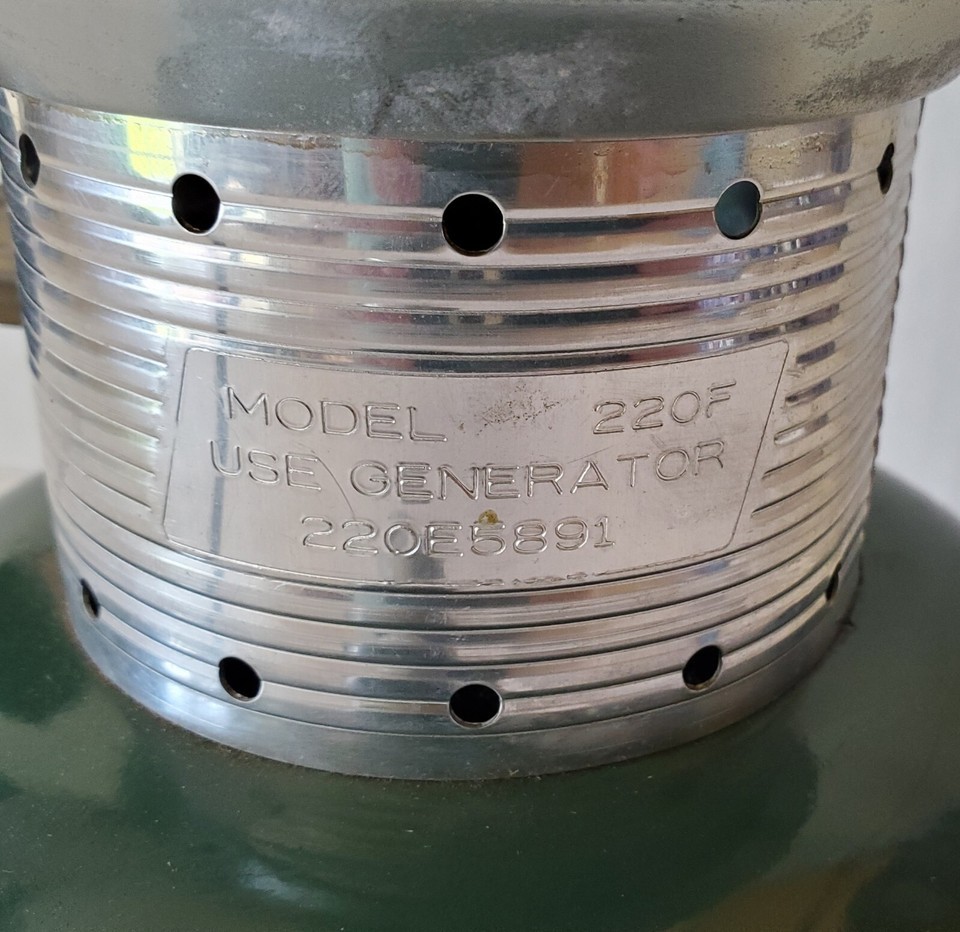 MODEL 220F
USE GENERATOR
220E5891